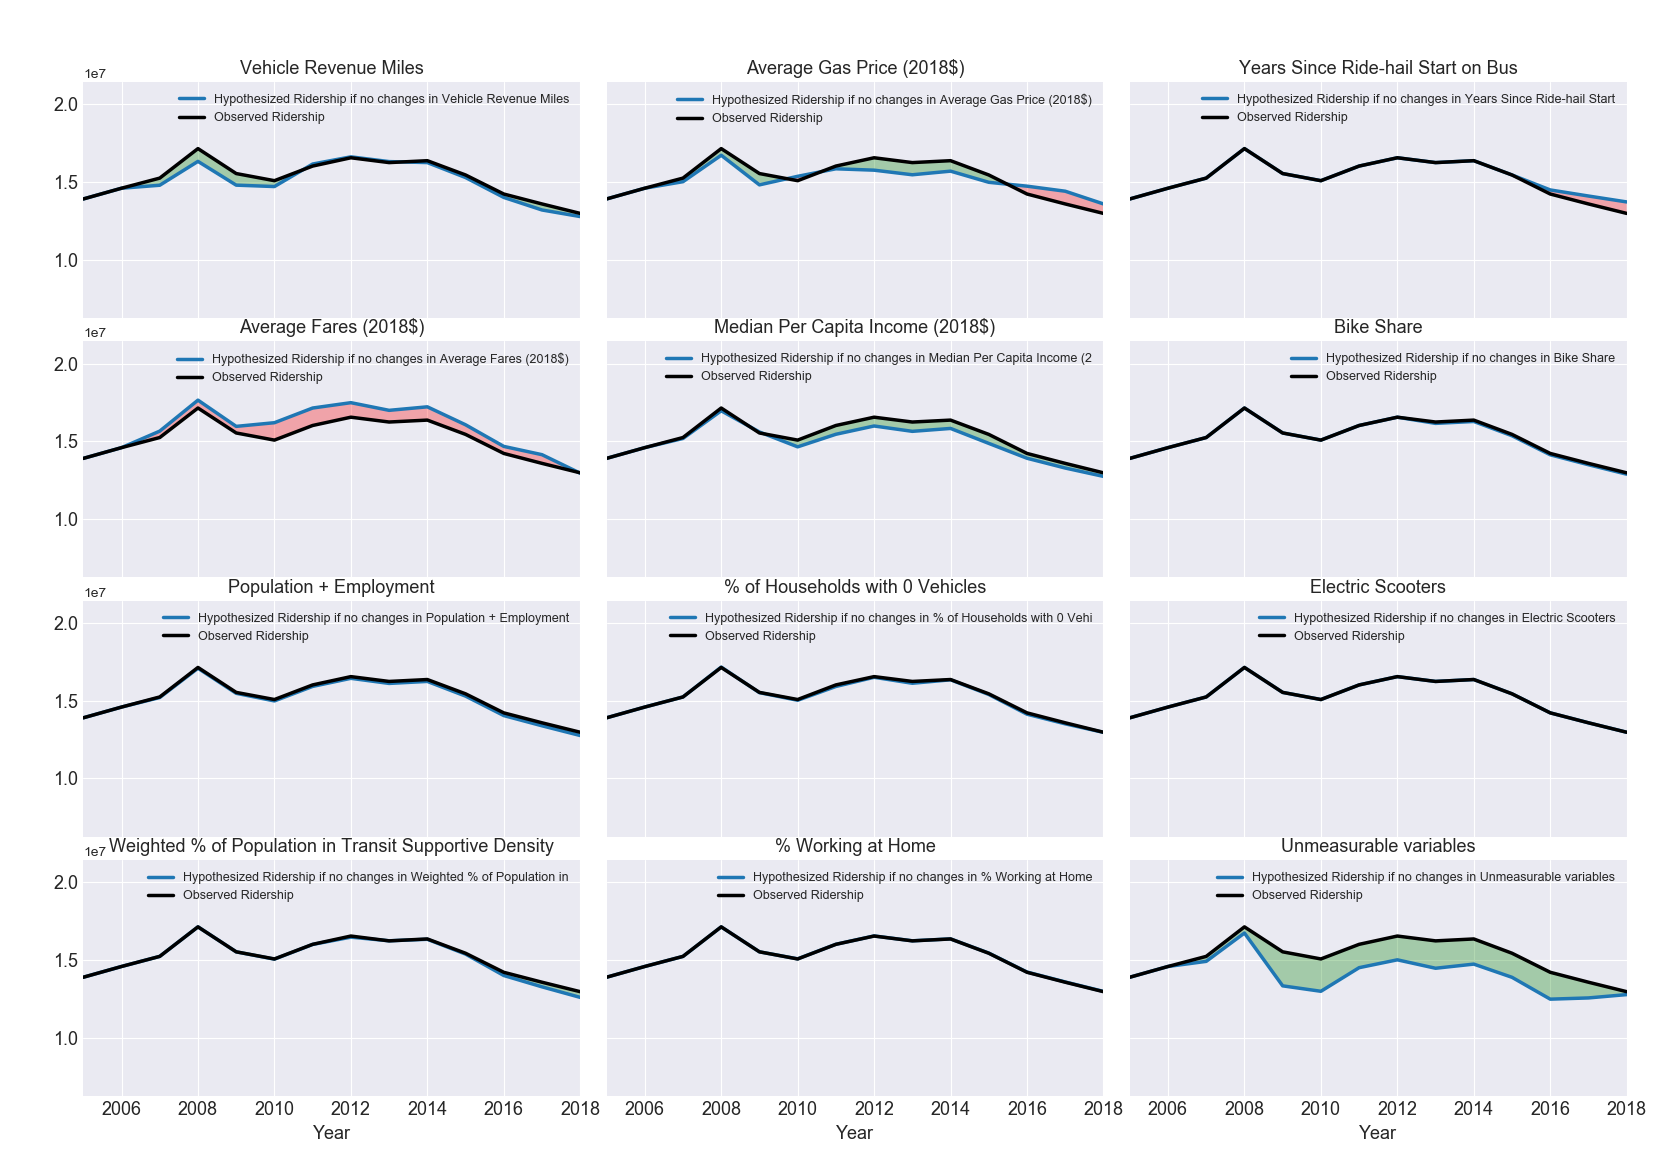 Vehicle Revenue Miles
1e7
Hypothesized Ridership if no changes in Vehicle Revenue Miles
Observed Ridership
2.0
1.5
1.0
Average Gas Price (2018$)
Hypothesized Ridership if no changes in Average Gas Price (2018$)
Observed Ridership
Years Since Ride-hail Start on Bus
Hypothesized Ridership if no changes in Years Since Ride-hail Start
Observed Ridership
Average Fares (2018$)
1e7
Hypothesized Ridership if no changes in Average Fares (2018$)
Observed Ridership
2.0
1.5
1.0
Median Per Capita Income (2018$)
Hypothesized Ridership if no changes in Median Per Capita Income (2
Observed Ridership
Bike Share
Hypothesized Ridership if no changes in Bike Share
Observed Ridership
Population + Employment
1e7
Hypothesized Ridership if no changes in Population + Employment
Observed Ridership
2.0
1.5
1.0
% of Households with 0 Vehicles
Hypothesized Ridership if no changes in % of Households with 0 Vehi
Observed Ridership
Electric Scooters
Hypothesized Ridership if no changes in Electric Scooters
Observed Ridership
Weighted % of Population in Transit Supportive Density
1e7
Hypothesized Ridership if no changes in Weighted % of Population in
Observed Ridership
2.0
1.5
1.0
2006 2008 2010 2012 2014 2016 2018
Year
% Working at Home
Hypothesized Ridership if no changes in % Working at Home
Observed Ridership
2006 2008 2010 2012 2014 2016 2018
Year
Unmeasurable variables
Hypothesized Ridership if no changes in Unmeasurable variables
Observed Ridership
2006 2008 2010 2012 2014 2016 2018
Year